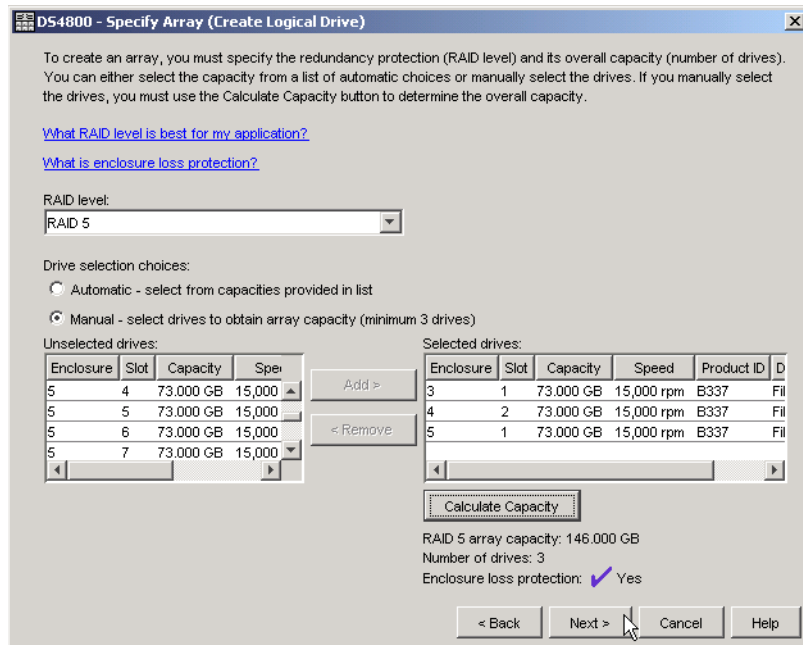 DS4800 - Specify Array (Create Logical Drive)
To create an array, you must specify the redundancy protection (RAID level) and its overall capacity (number of drives).
You can either select the capacity from a list of automatic choices or manually select the drives. If you manually select
the drives, you must use the Calculate Capacity button to determine the overall capacity.
What RAID level is best for my application?
What is enclosure loss protection?
RAID level:
RAID 5
Drive selection choices:
Automatic - select from capacities provided in list
Manual - select drives to obtain array capacity (minimum 3 drives)
Unselected drives:
Enclosure Slot Capacity Spe
5 4 73.000 GB 15,000
5 5 73.000 GB 15,000
5 6 73.000 GB 15,000
5 7 73.000 GB 15,000
Add >
< Remove
Selected drives:
Enclosure Slot Capacity Speed Product ID D
3 1 73.000 GB 15,000 rpm B337 Fil
4 2 73.000 GB 15,000 rpm B337 Fil
5 1 73.000 GB 15,000 rpm B337 Fil
Calculate Capacity
RAID 5 array capacity: 146.000 GB
Number of drives: 3
Enclosure loss protection: Yes
< Back Next > Cancel Help